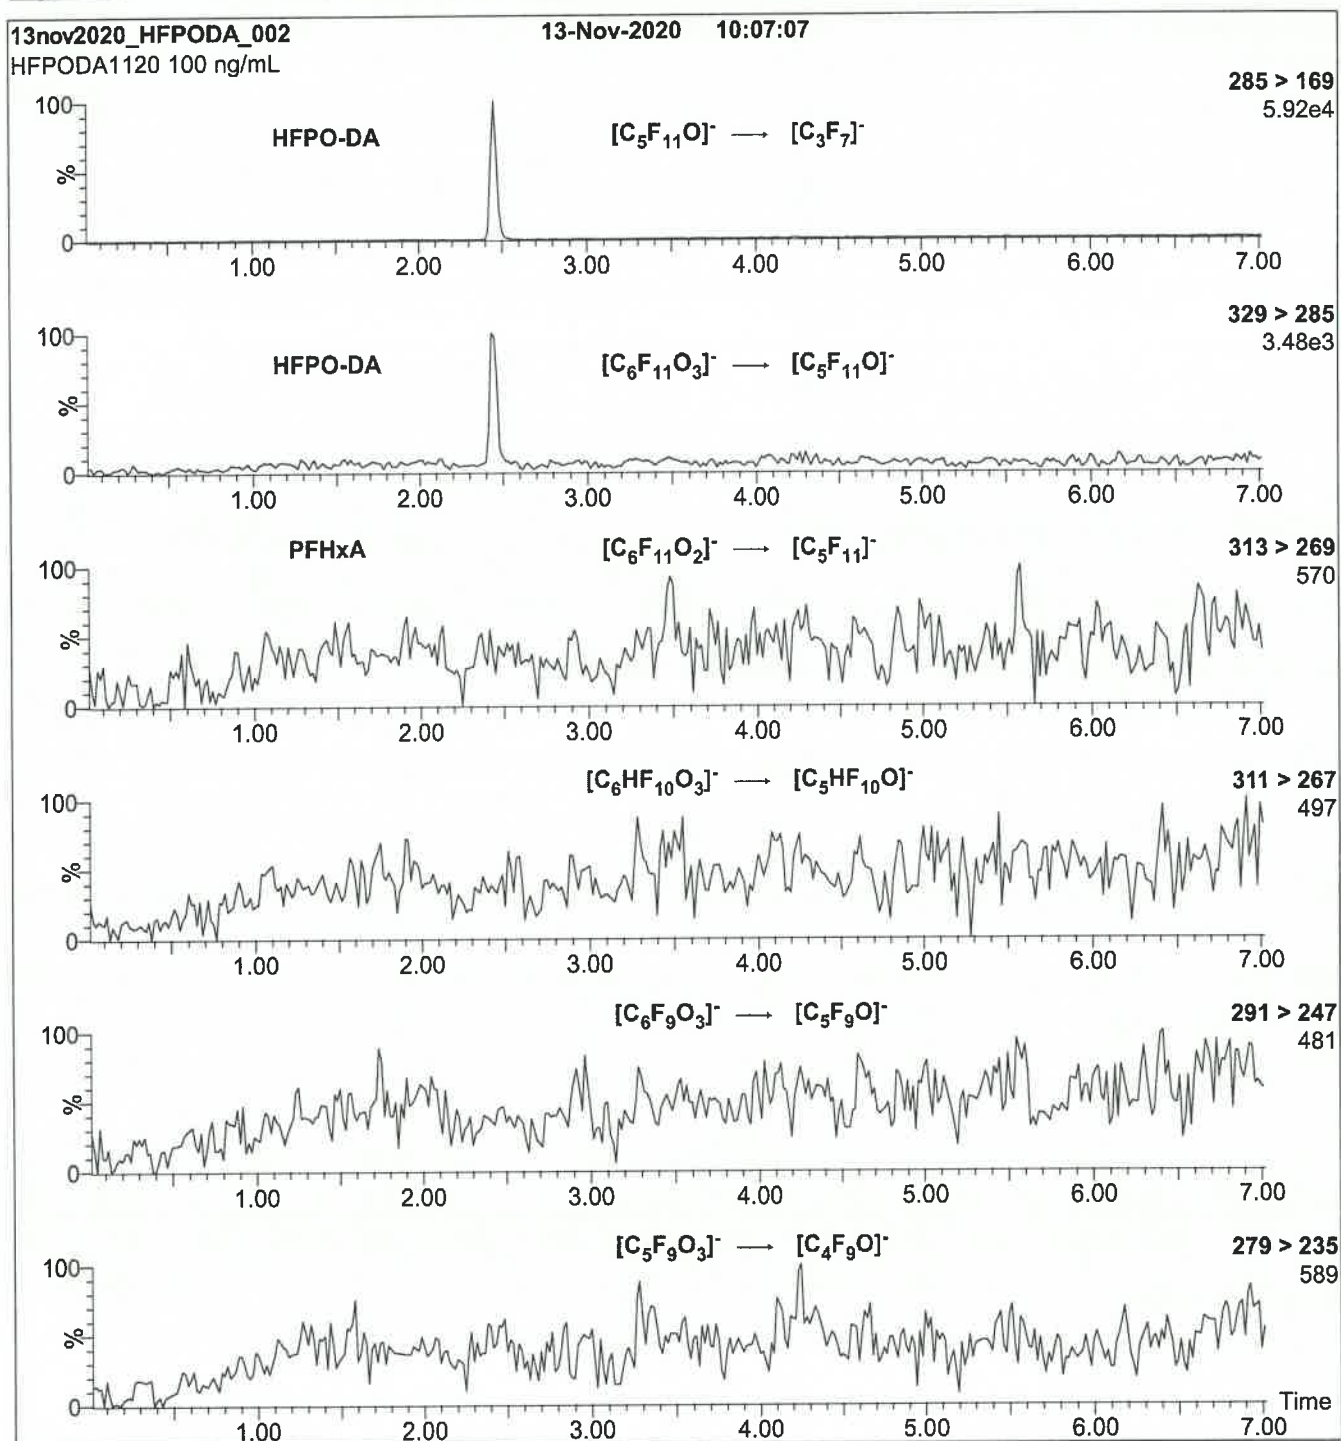 13nov2020_HFPODA_002 13-Nov-2020 10:07:07
HFPODA1120 100 ng/mL
285 > 169
5.92e4
HFPO-DA [C₅F₁₁O]⁻ → [C₃F₇]⁻
100
%
0
1.00 2.00 3.00 4.00 5.00 6.00 7.00
329 > 285
3.48e3
HFPO-DA [C₆F₁₁O₃]⁻ → [C₅F₁₁O]⁻
100
%
0
1.00 2.00 3.00 4.00 5.00 6.00 7.00
PFHxA [C₆F₁₁O₂]⁻ → [C₅F₁₁]⁻ 313 > 269
570
100
%
0
1.00 2.00 3.00 4.00 5.00 6.00 7.00
[C₆HF₁₀O₃]⁻ → [C₅HF₁₀O]⁻ 311 > 267
497
100
%
0
1.00 2.00 3.00 4.00 5.00 6.00 7.00
[C₆F₉O₃]⁻ → [C₅F₉O]⁻ 291 > 247
481
100
%
0
1.00 2.00 3.00 4.00 5.00 6.00 7.00
[C₅F₉O₃]⁻ → [C₄F₉O]⁻ 279 > 235
589
100
%
0
Time
1.00 2.00 3.00 4.00 5.00 6.00 7.00